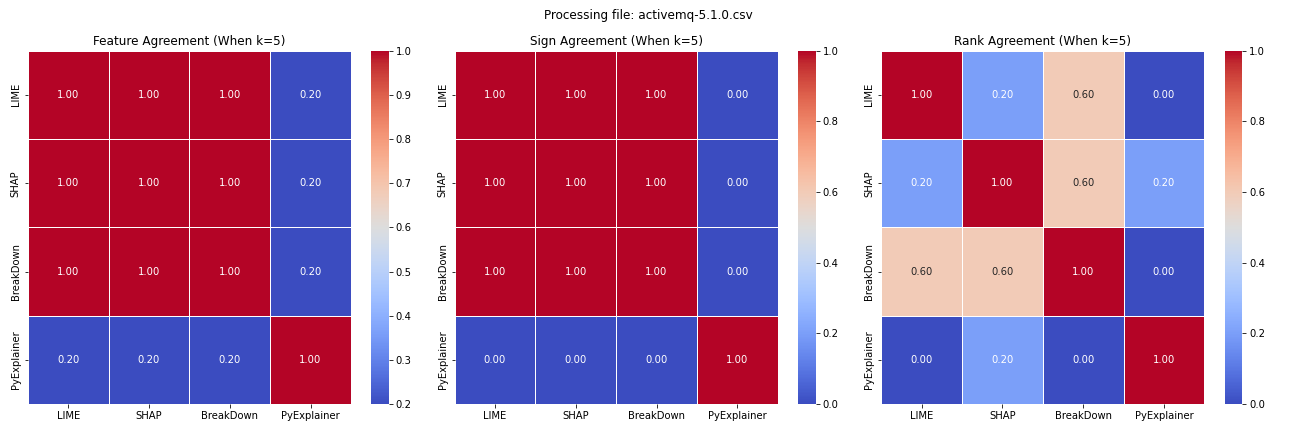 Processing file: activemq-5.1.0.csv
Feature Agreement (When k=5)
LIME
SHAP
BreakDown
PyExplainer
1.00 1.00 1.00 0.20
1.00 1.00 1.00 0.20
1.00 1.00 1.00 0.20
0.20 0.20 0.20 1.00
LIME SHAP BreakDown PyExplainer
1.0
0.9
0.8
0.7
0.6
0.5
0.4
0.3
0.2
Sign Agreement (When k=5)
LIME
SHAP
BreakDown
PyExplainer
1.00 1.00 1.00 0.00
1.00 1.00 1.00 0.00
1.00 1.00 1.00 0.00
0.00 0.00 0.00 1.00
LIME SHAP BreakDown PyExplainer
1.0
0.8
0.6
0.4
0.2
0.0
Rank Agreement (When k=5)
LIME
SHAP
BreakDown
PyExplainer
1.00 0.20 0.60 0.00
0.20 1.00 0.60 0.20
0.60 0.60 1.00 0.00
0.00 0.20 0.00 1.00
LIME SHAP BreakDown PyExplainer
1.0
0.8
0.6
0.4
0.2
0.0